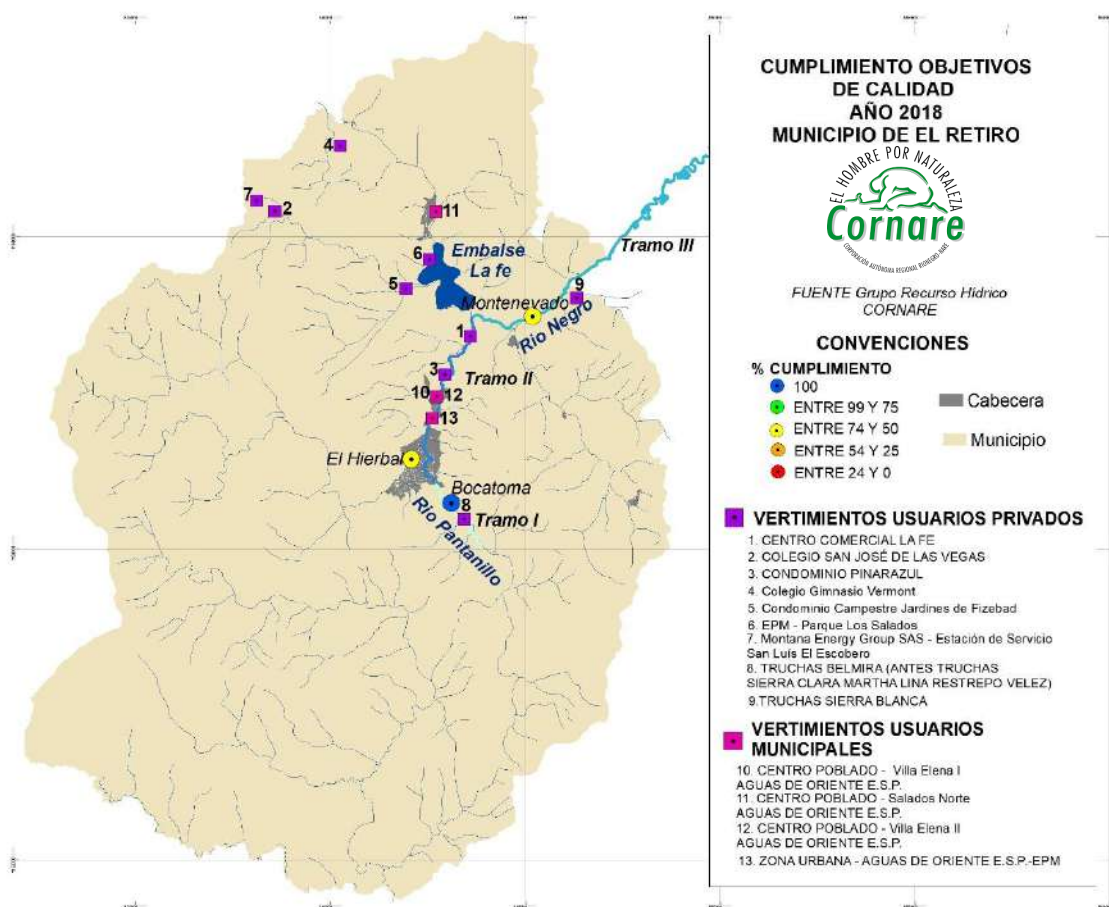 CUMPLIMIENTO OBJETIVOS
DE CALIDAD
AÑO 2018
MUNICIPIO DE EL RETIRO
EL HOMBRE POR NATURALEZA
Cornare
CORPORACIÓN AUTÓNOMA REGIONAL RIONEGRO-NARE
FUENTE Grupo Recurso Hídrico
CORNARE
CONVENCIONES
% CUMPLIMIENTO
100
ENTRE 99 Y 75
ENTRE 74 Y 50
ENTRE 54 Y 25
ENTRE 24 Y 0
Cabecera
Municipio
VERTIMIENTOS USUARIOS PRIVADOS
1. CENTRO COMERCIAL LA FE
2. COLEGIO SAN JOSÉ DE LAS VEGAS
3. CONDOMINIO PINARAZUL
4. Colegio Gimnasio Vermont
5. Condominio Campestre Jardines de Fizebad
6. EPM - Parque Los Salados
7. Montana Energy Group SAS - Estación de Servicio
San Luís El Escobero
8. TRUCHAS BELMIRA (ANTES TRUCHAS
SIERRA CLARA MARTHA LINA RESTREPO VELEZ)
9.TRUCHAS SIERRA BLANCA
VERTIMIENTOS USUARIOS
MUNICIPALES
10. CENTRO POBLADO - Villa Elena I
AGUAS DE ORIENTE E.S.P.
11. CENTRO POBLADO - Salados Norte
AGUAS DE ORIENTE E.S.P.
12. CENTRO POBLADO - Villa Elena II
AGUAS DE ORIENTE E.S.P.
13. ZONA URBANA - AGUAS DE ORIENTE E.S.P.-EPM
4
7
2
11
Tramo III
6
Embalse
La fe
5
9
Montenevado
Rio Negro
1
3
Tramo II
10
12
13
El Hierbal
Bocatoma
8
Tramo I
Rio Pantanillo